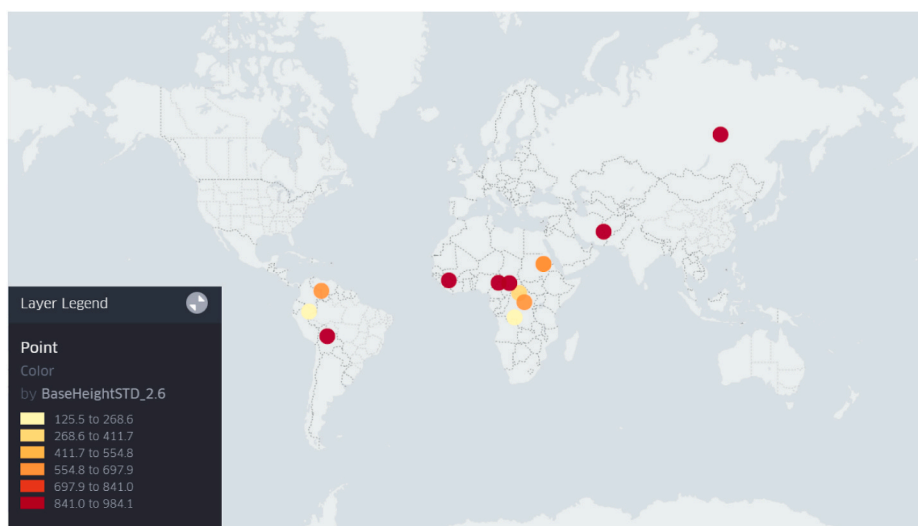 Layer Legend
Point
Color
by BaseHeightSTD_2.6
125.5 to 268.6
268.6 to 411.7
411.7 to 554.8
554.8 to 697.9
697.9 to 841.0
841.0 to 984.1